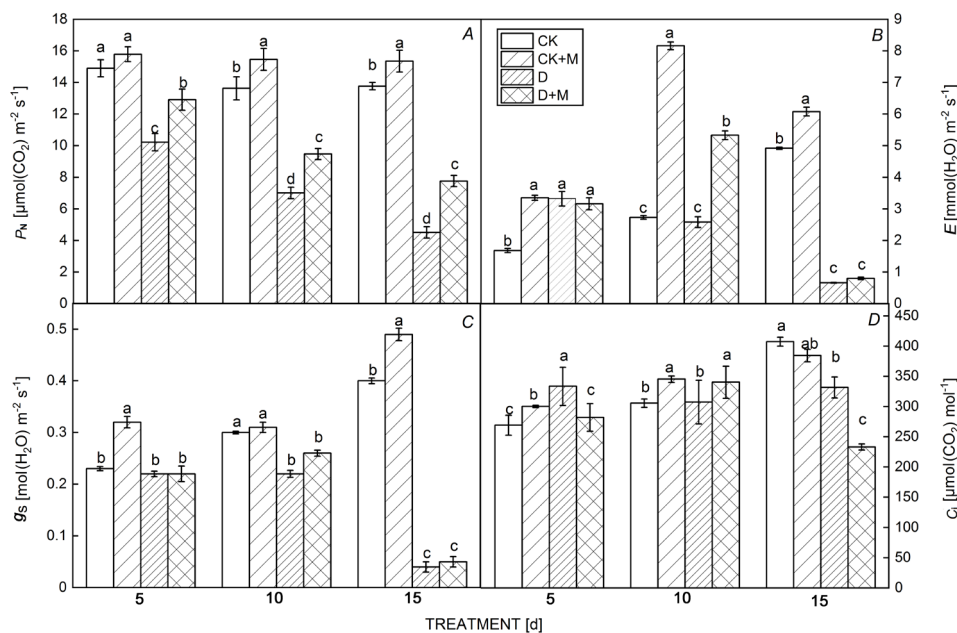 A
P_N [µmol(CO₂) m⁻² s⁻¹]
18
16
14
12
10
8
6
4
2
0
a a c b
b a d c
b a d c
B
CK
CK+M
D
D+M
E [mmol(H₂O) m⁻² s⁻¹]
9
8
7
6
5
4
3
2
1
0
b a a a
c a c b
b a c c
C
g_S [mol(H₂O) m⁻² s⁻¹]
0.5
0.4
0.3
0.2
0.1
0
b a b b
a a b b
b a c c
5 10 15
D
C_i [µmol(CO₂) mol⁻¹]
450
400
350
300
250
200
150
100
50
0
c b a c
b a b a
a ab b c
5 10 15
TREATMENT [d]